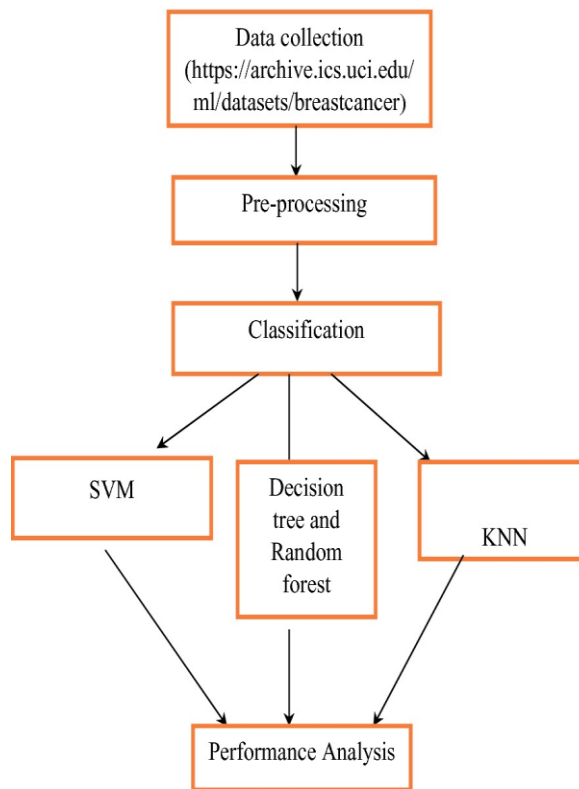 Data collection
(https://archive.ics.uci.edu/
ml/datasets/breastcancer)
Pre-processing
Classification
SVM
Decision
tree and
Random
forest
KNN
Performance Analysis